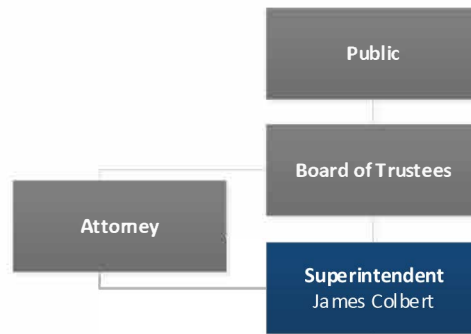 Public
Board of Trustees
Attorney
Superintendent
James Colbert